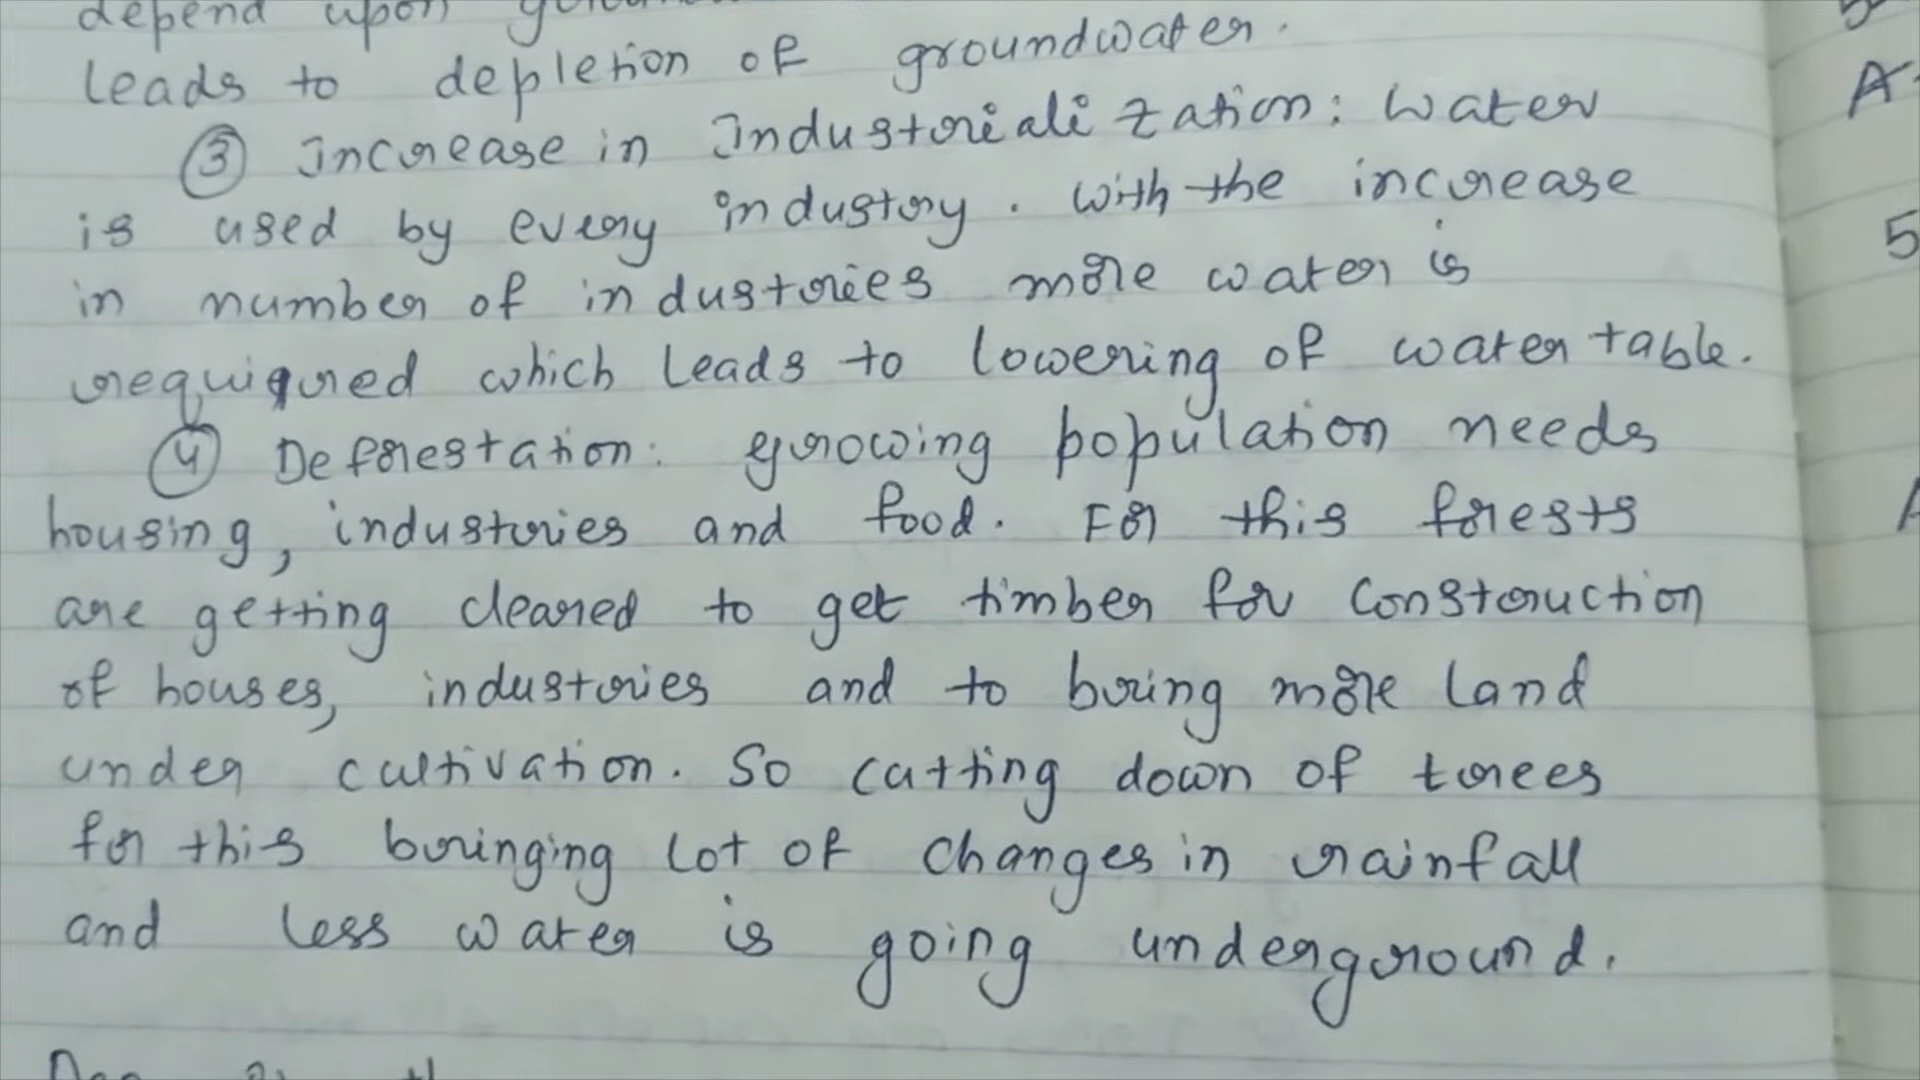 depend upon
leads to depletion of groundwater.
③ Increase in Industrialization: Water
is used by every industry. With the increase
in number of industries more water is
required which leads to lowering of water table.
④ Deforestation: growing population needs
housing, industries and food. For this forests
are getting cleared to get timber for construction
of houses, industries and to bring more land
under cultivation. So cutting down of trees
for this bringing lot of changes in rainfall
and less water is going underground.
A
5